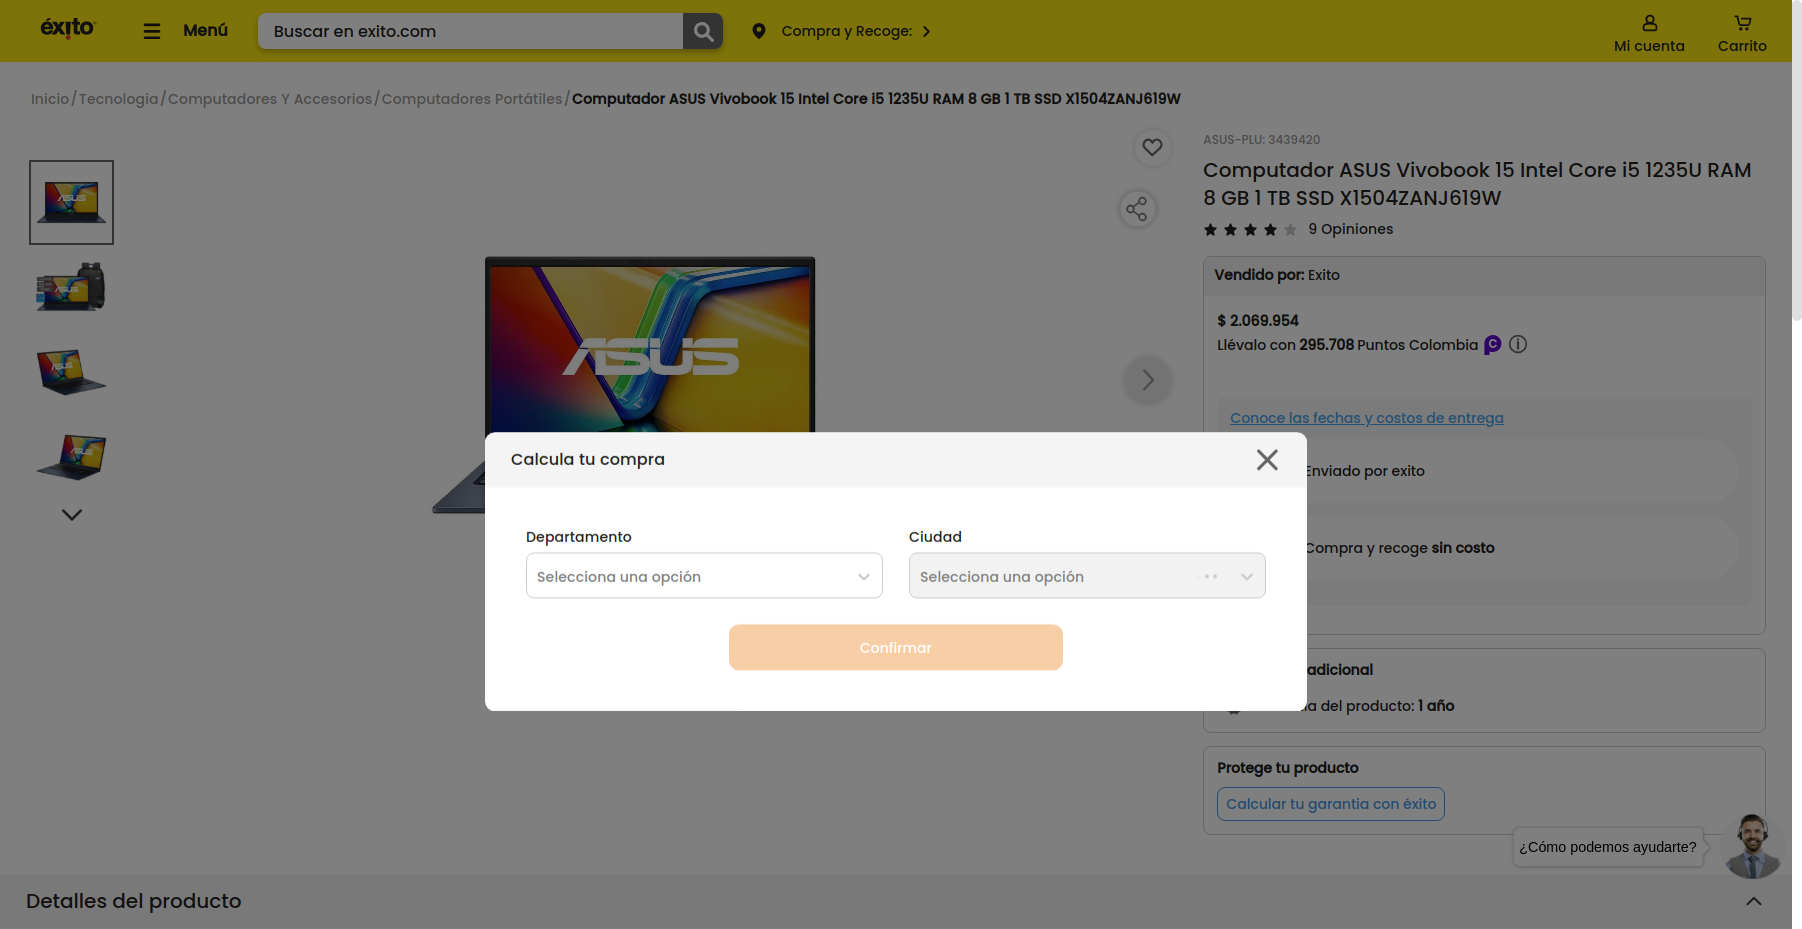 éxito
Menú
Buscar en exito.com
Compra y Recoge:
Mi cuenta
Carrito
Inicio/Tecnologia/Computadores Y Accesorios/Computadores Portátiles/Computador ASUS Vivobook 15 Intel Core i5 1235U RAM 8 GB 1 TB SSD X1504ZANJ619W
ASUS-PLU: 3439420
Computador ASUS Vivobook 15 Intel Core i5 1235U RAM
8 GB 1 TB SSD X1504ZANJ619W
9 Opiniones
Vendido por: Exito
$ 2.069.954
Llévalo con 295.708 Puntos Colombia
Conoce las fechas y costos de entrega
Enviado por exito
Compra y recoge sin costo
adicional
del producto: 1 año
Protege tu producto
Calcular tu garantia con éxito
ASUS
ASUS
ASUS
ASUS
ASUS
Calcula tu compra
Departamento
Ciudad
Selecciona una opción
Selecciona una opción
Confirmar
¿Cómo podemos ayudarte?
Detalles del producto